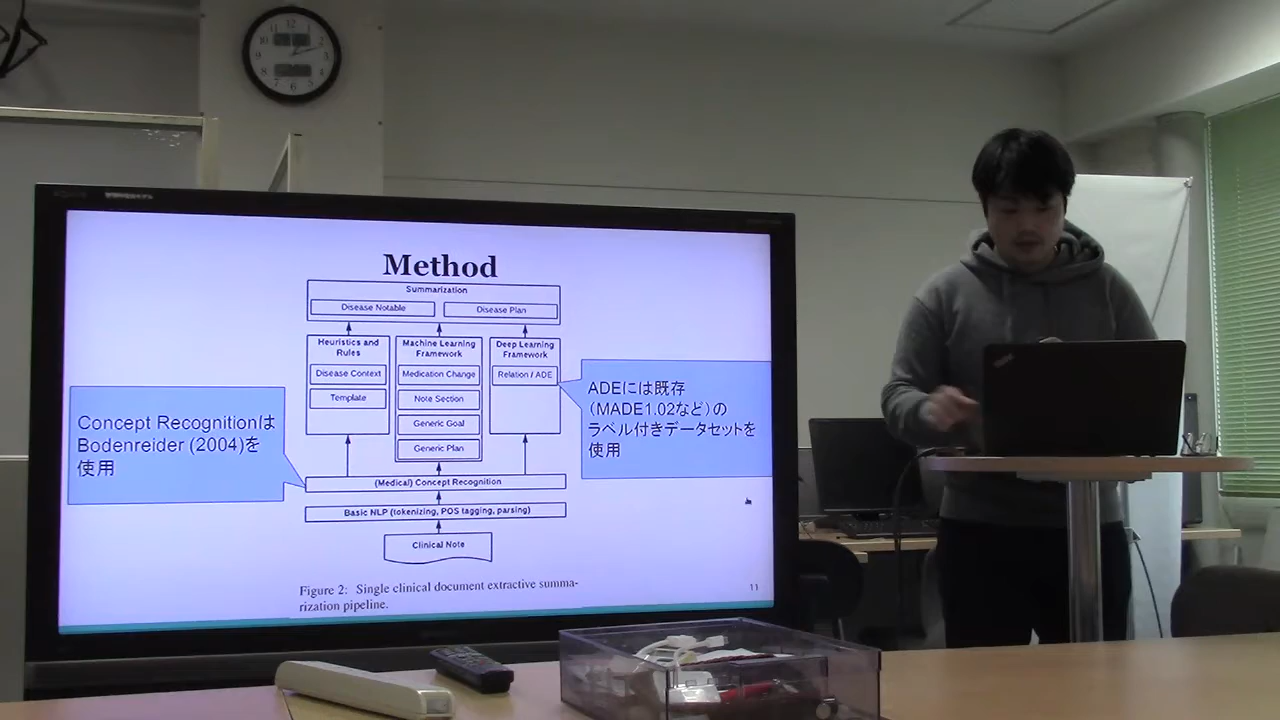 Method
Summarization
Disease Notable
Disease Plan
Heuristics and
Rules
Disease Context
Template
Machine Learning
Framework
Medication Change
Note Section
Generic Goal
Generic Plan
Deep Learning
Framework
Relation / ADE
Concept Recognitionは
Bodenreider (2004)を
使用
ADEには既存
（MADE1.02など）の
ラベル付きデータセットを
使用
(Medical) Concept Recognition
Basic NLP (tokenizing, POS tagging, parsing)
Clinical Note
Figure 2: Single clinical document extractive summa-
rization pipeline.
11